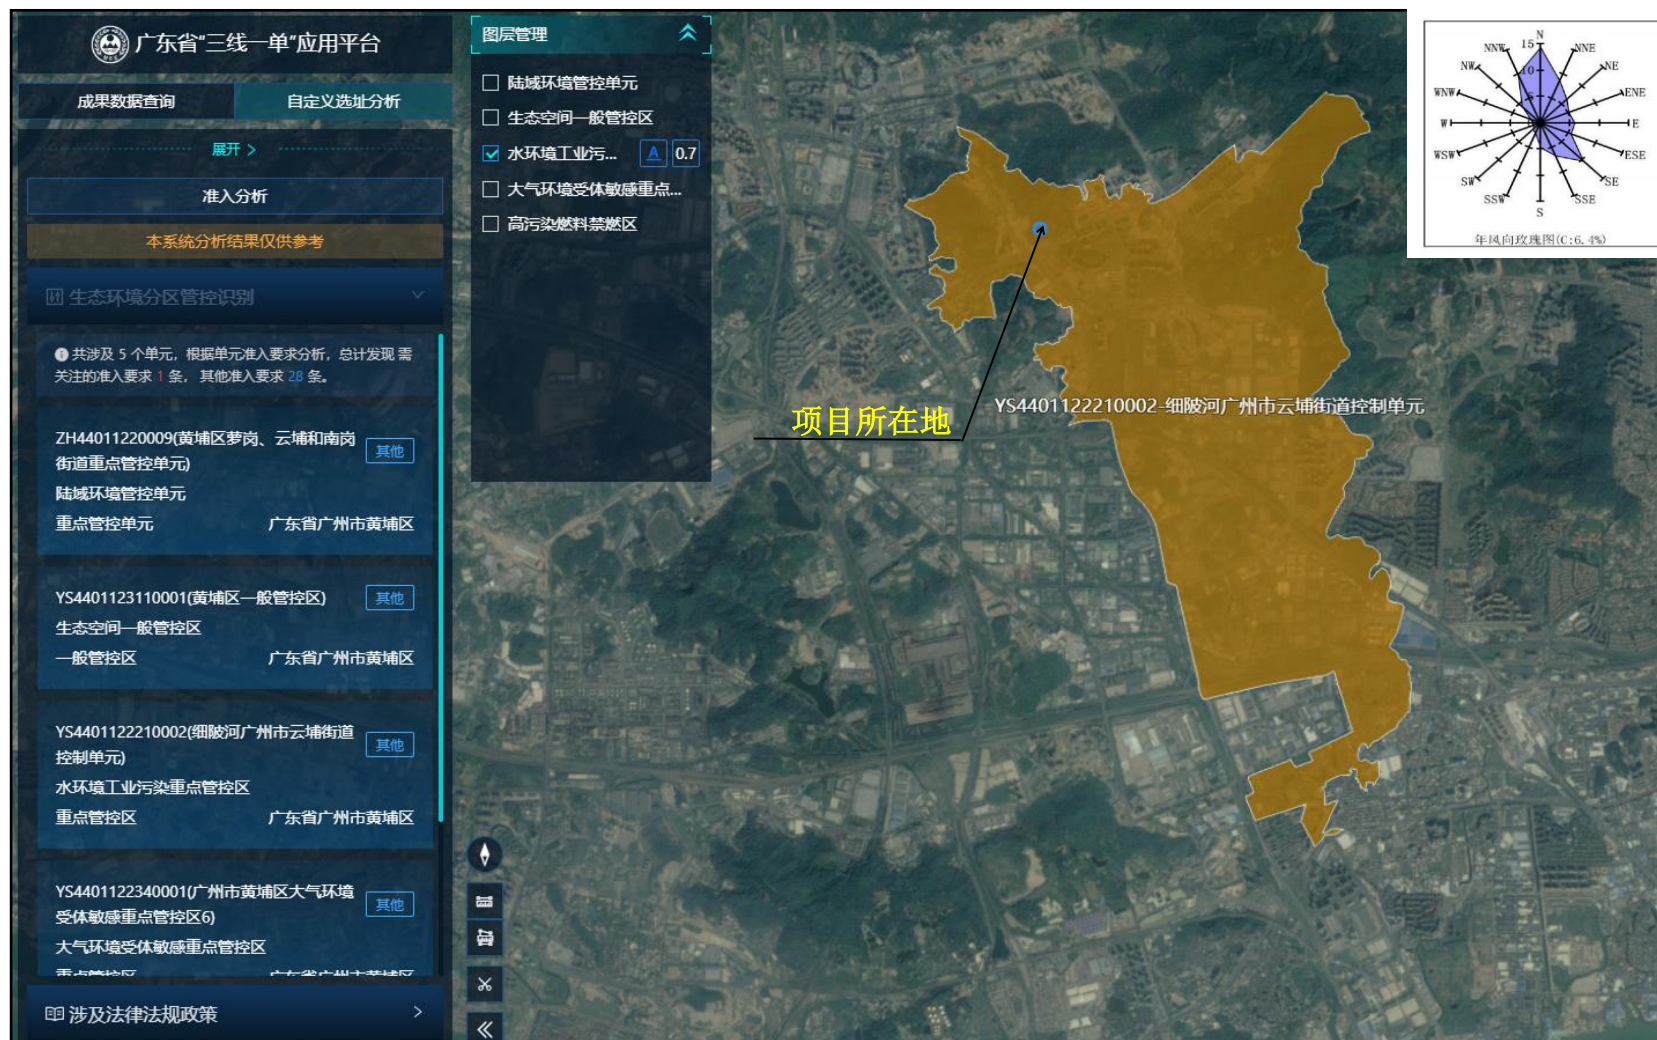 广东省“三线一单”应用平台
成果数据查询
自定义选址分析
展开 >
准入分析
本系统分析结果仅供参考
生态环境分区管控识别
共涉及 5 个单元，根据单元准入要求分析，总计发现 需
关注的准入要求 1 条， 其他准入要求 28 条。
ZH44011220009(黄埔区萝岗、云埔和南岗
街道重点管控单元)
其他
陆域环境管控单元
重点管控单元 广东省广州市黄埔区
YS4401123110001(黄埔区一般管控区)
其他
生态空间一般管控区
一般管控区 广东省广州市黄埔区
YS4401122210002(细陂河广州市云埔街道
控制单元)
其他
水环境工业污染重点管控区
重点管控区 广东省广州市黄埔区
YS4401122340001(广州市黄埔区大气环境
受体敏感重点管控区6)
其他
大气环境受体敏感重点管控区
重点管控区 广东省广州市黄埔区
涉及法律法规政策 >
图层管理
陆域环境管控单元
生态空间一般管控区
水环境工业污... A 0.7
大气环境受体敏感重点...
高污染燃料禁燃区
项目所在地
YS4401122210002-细陂河广州市云埔街道控制单元
N
NNE
NE
ENE
E
ESE
SE
SSE
S
SSW
SW
WSW
W
WNW
NW
NNW
15
10
5
年风向玫瑰图(C:6.4%)